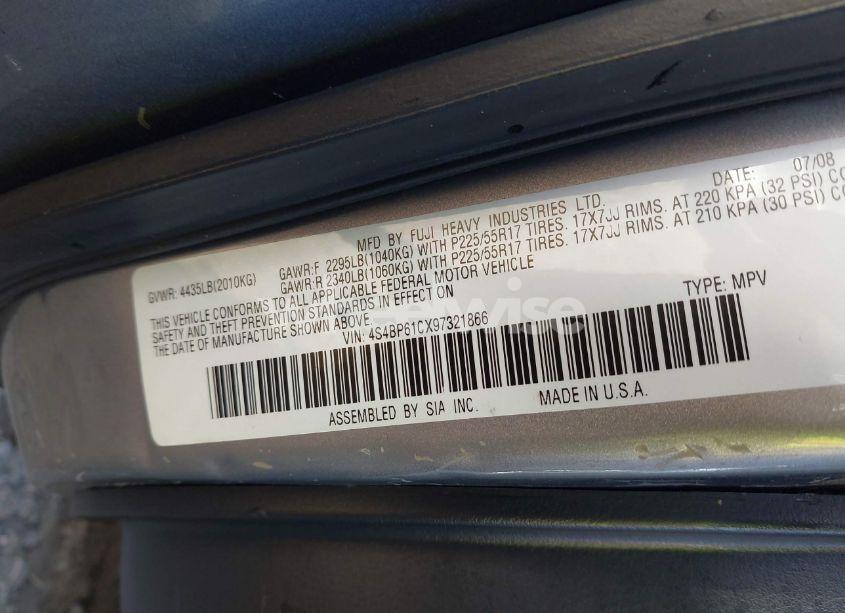 MFD BY FUJI HEAVY INDUSTRIES LTD. DATE: 07/08
GVWR: 4435LB(2010KG) GAWR:F 2295LB(1040KG) WITH P225/55R17 TIRES. 17X7JJ RIMS. AT 220 KPA (32 PSI) CO
GAWR:R 2340LB(1060KG) WITH P225/55R17 TIRES. 17X7JJ RIMS. AT 210 KPA (30 PSI) CO
THIS VEHICLE CONFORMS TO ALL APPLICABLE FEDERAL MOTOR VEHICLE
SAFETY AND THEFT PREVENTION STANDARDS IN EFFECT ON
THE DATE OF MANUFACTURE SHOWN ABOVE.
VIN: 4S4BP61CX97321866 TYPE: MPV
ASSEMBLED BY SIA INC. MADE IN U.S.A.